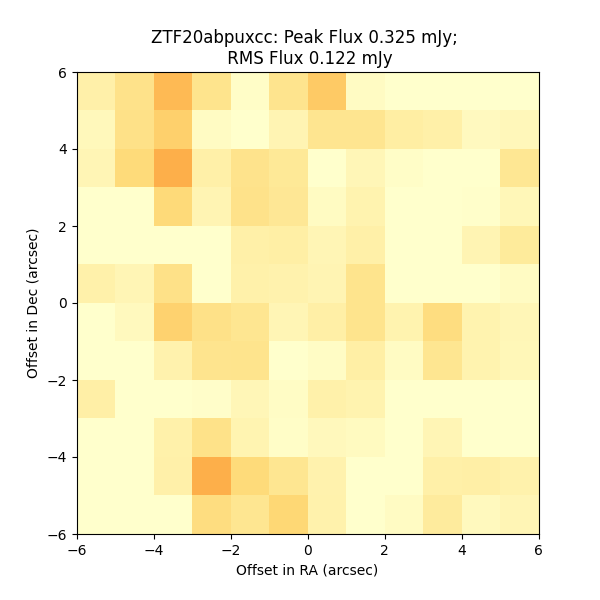 ZTF20abpuxcc: Peak Flux 0.325 mJy;
RMS Flux 0.122 mJy
6
4
2
0
−2
−4
−6
Offset in Dec (arcsec)
−6 −4 −2 0 2 4 6
Offset in RA (arcsec)